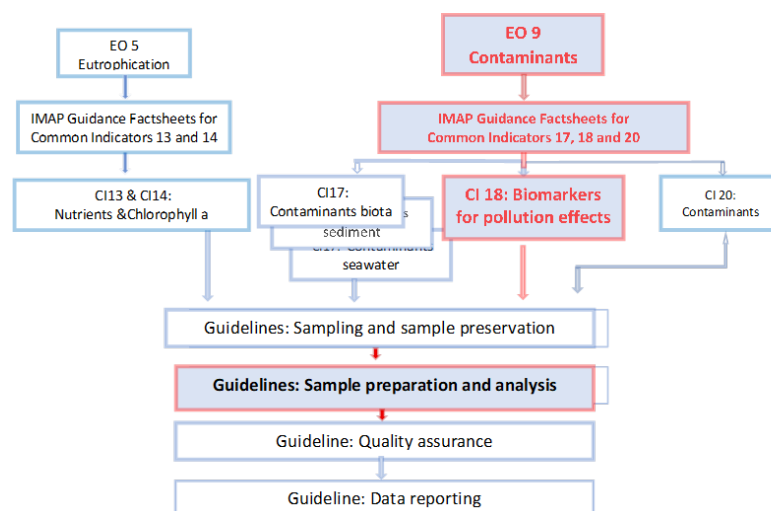 EO 5
Eutrophication
EO 9
Contaminants
IMAP Guidance Factsheets for
Common Indicators 13 and 14
IMAP Guidance Factsheets for
Common Indicators 17, 18 and 20
CI13 & CI14:
Nutrients &Chlorophyll a
CI17:
Contaminants biota
sediment
seawater
CI 18: Biomarkers
for pollution effects
CI 20:
Contaminants
Guidelines: Sampling and sample preservation
Guidelines: Sample preparation and analysis
Guideline: Quality assurance
Guideline: Data reporting